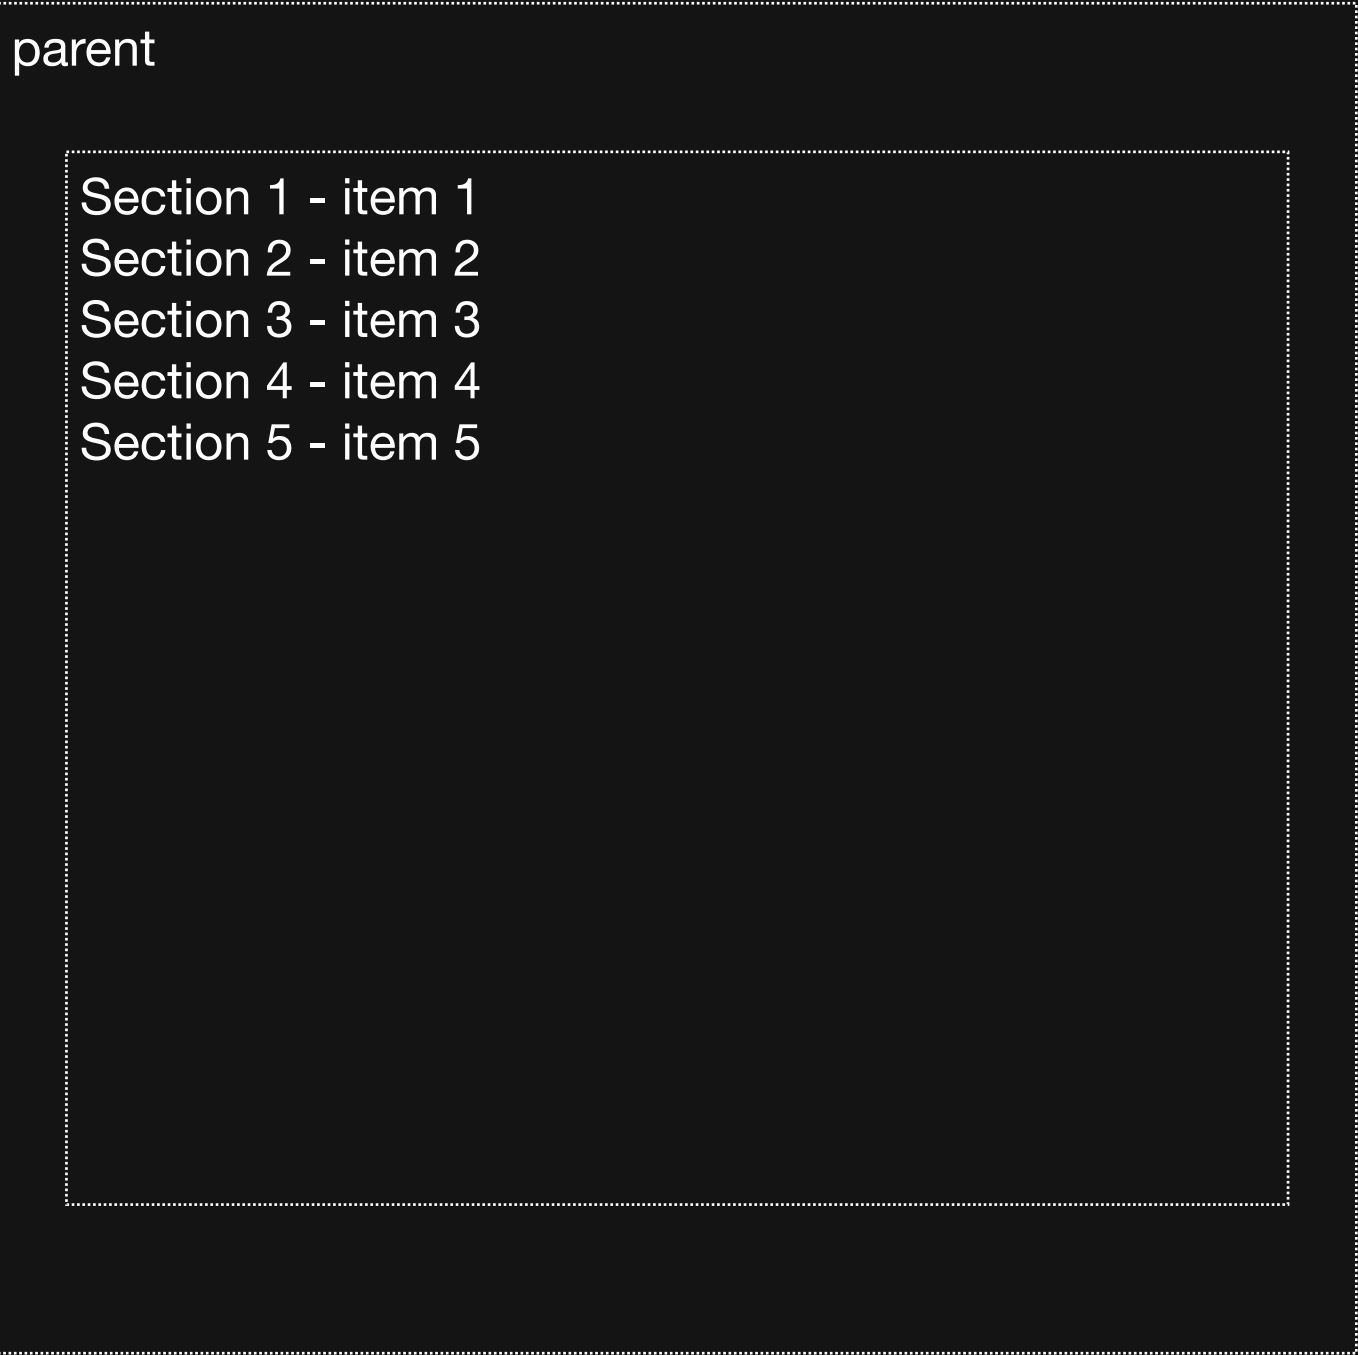 parent
Section 1 - item 1
Section 2 - item 2
Section 3 - item 3
Section 4 - item 4
Section 5 - item 5